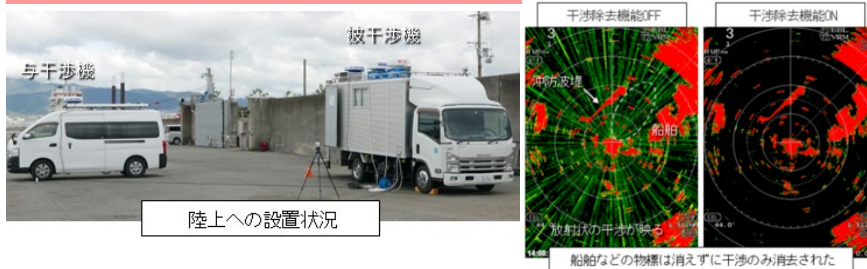 与干渉機
被干渉機
陸上への設置状況
干渉除去機能OFF
干渉除去機能ON
沖防波堤
船舶
放射状の干渉が映る
船舶などの物標は消えずに干渉のみ消去された